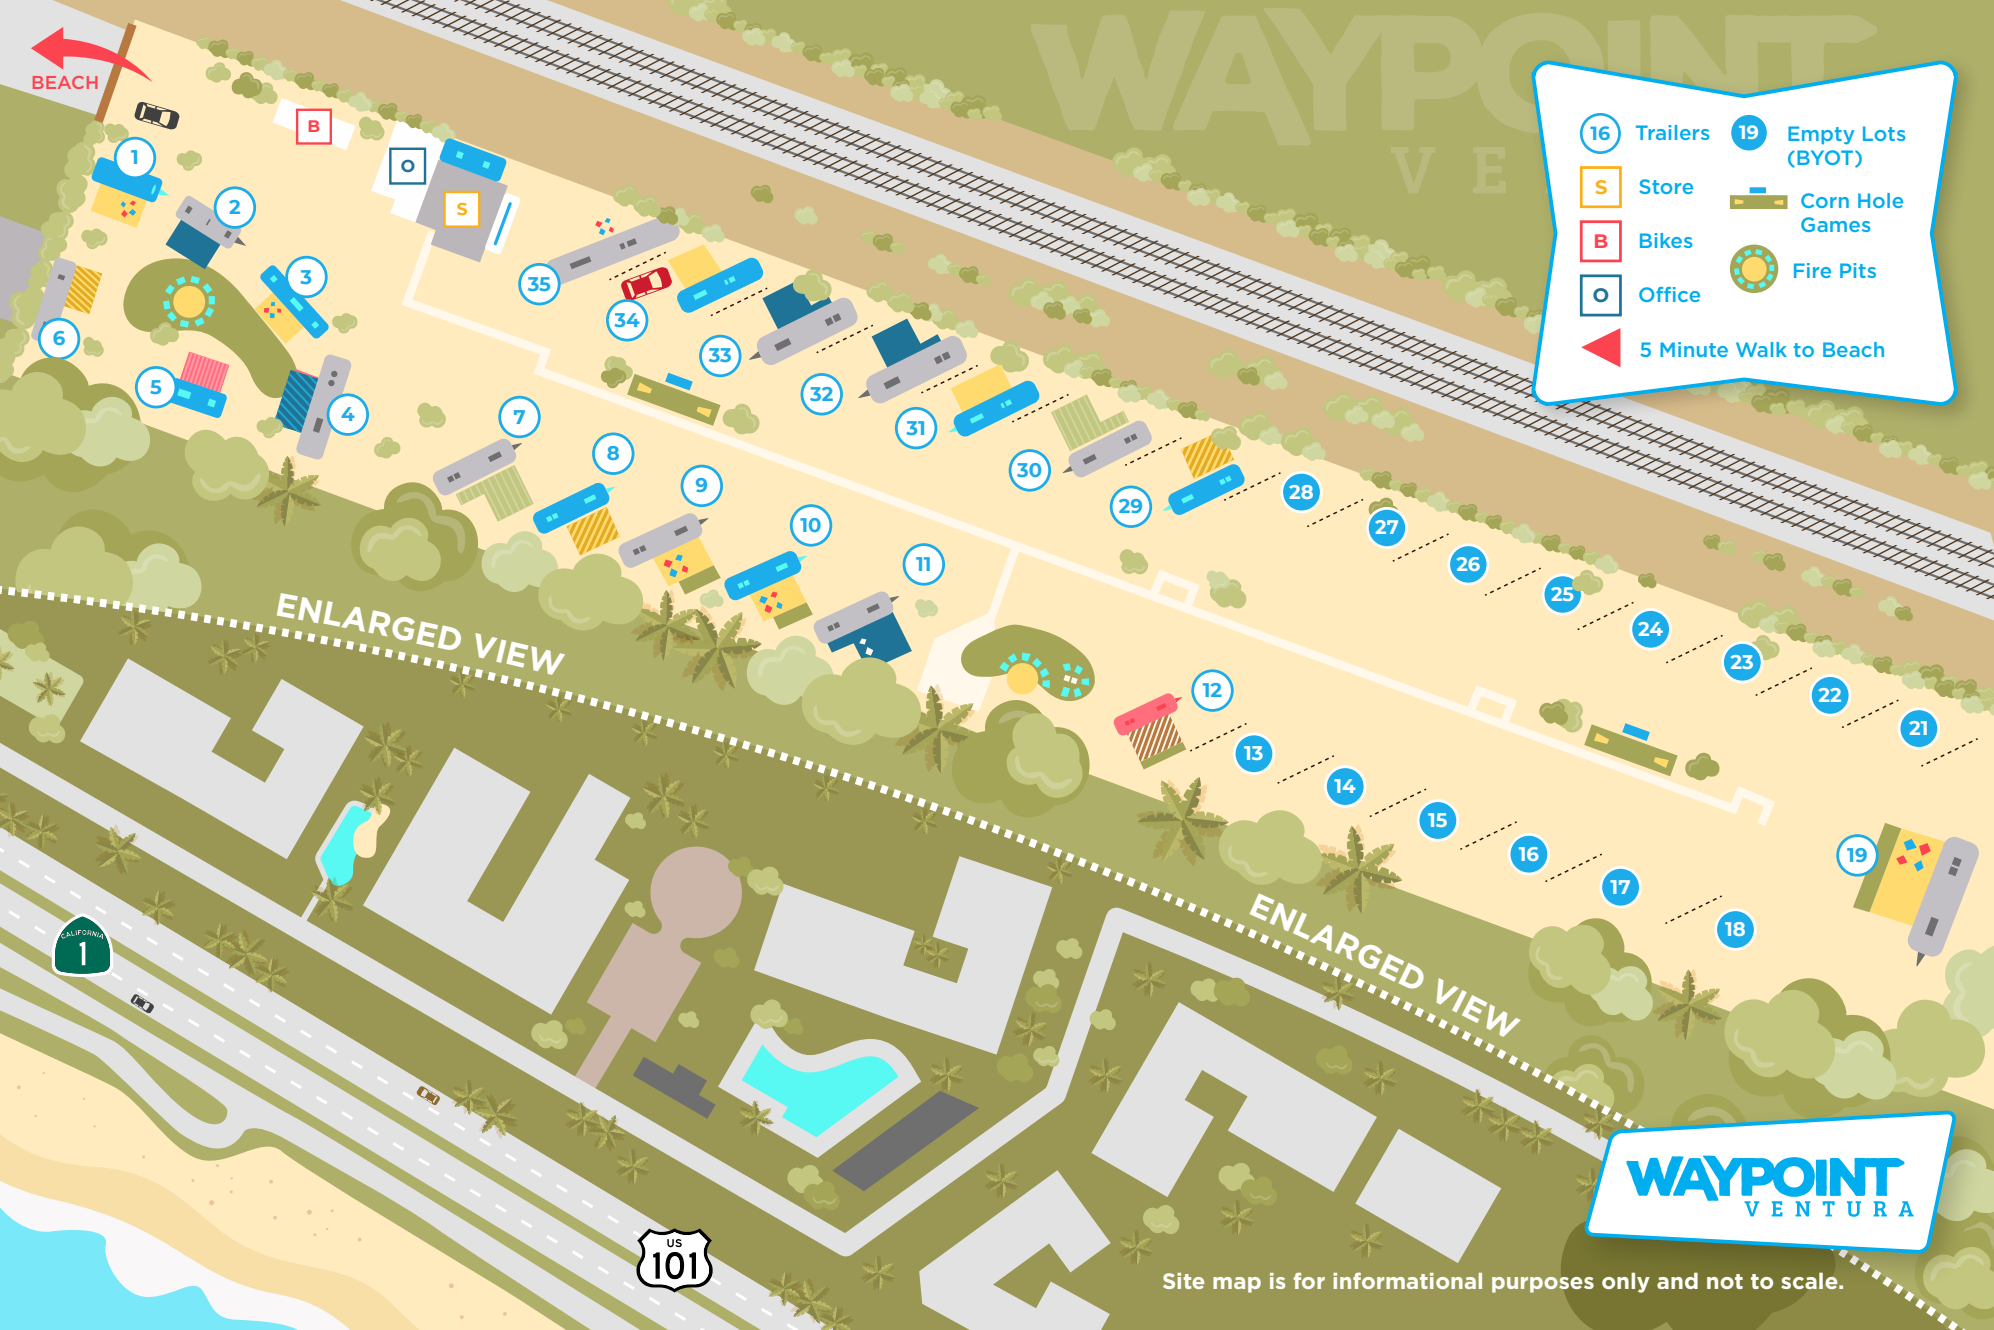 WAYPOINT
VE
BEACH
16 Trailers
19 Empty Lots
(BYOT)
S Store
Corn Hole
Games
B Bikes
Fire Pits
O Office
5 Minute Walk to Beach
B
O
S
1
2
3
4
5
6
7
8
9
10
11
12
13
14
15
16
17
18
19
21
22
23
24
25
26
27
28
29
30
31
32
33
34
35
ENLARGED VIEW
ENLARGED VIEW
CALIFORNIA
1
US
101
WAYPOINT
VENTURA
Site map is for informational purposes only and not to scale.